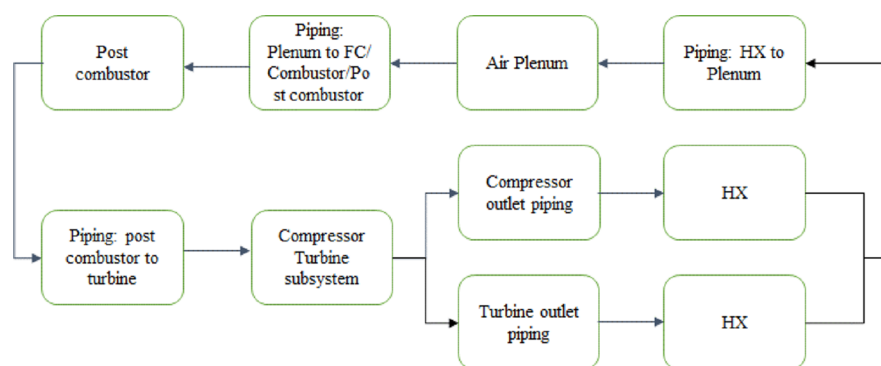 Post
combustor
Piping:
Plenum to FC/
Combustor/Po
st combustor
Air Plenum
Piping: HX to
Plenum
Piping: post
combustor to
turbine
Compressor
Turbine
subsystem
Compressor
outlet piping
HX
Turbine outlet
piping
HX